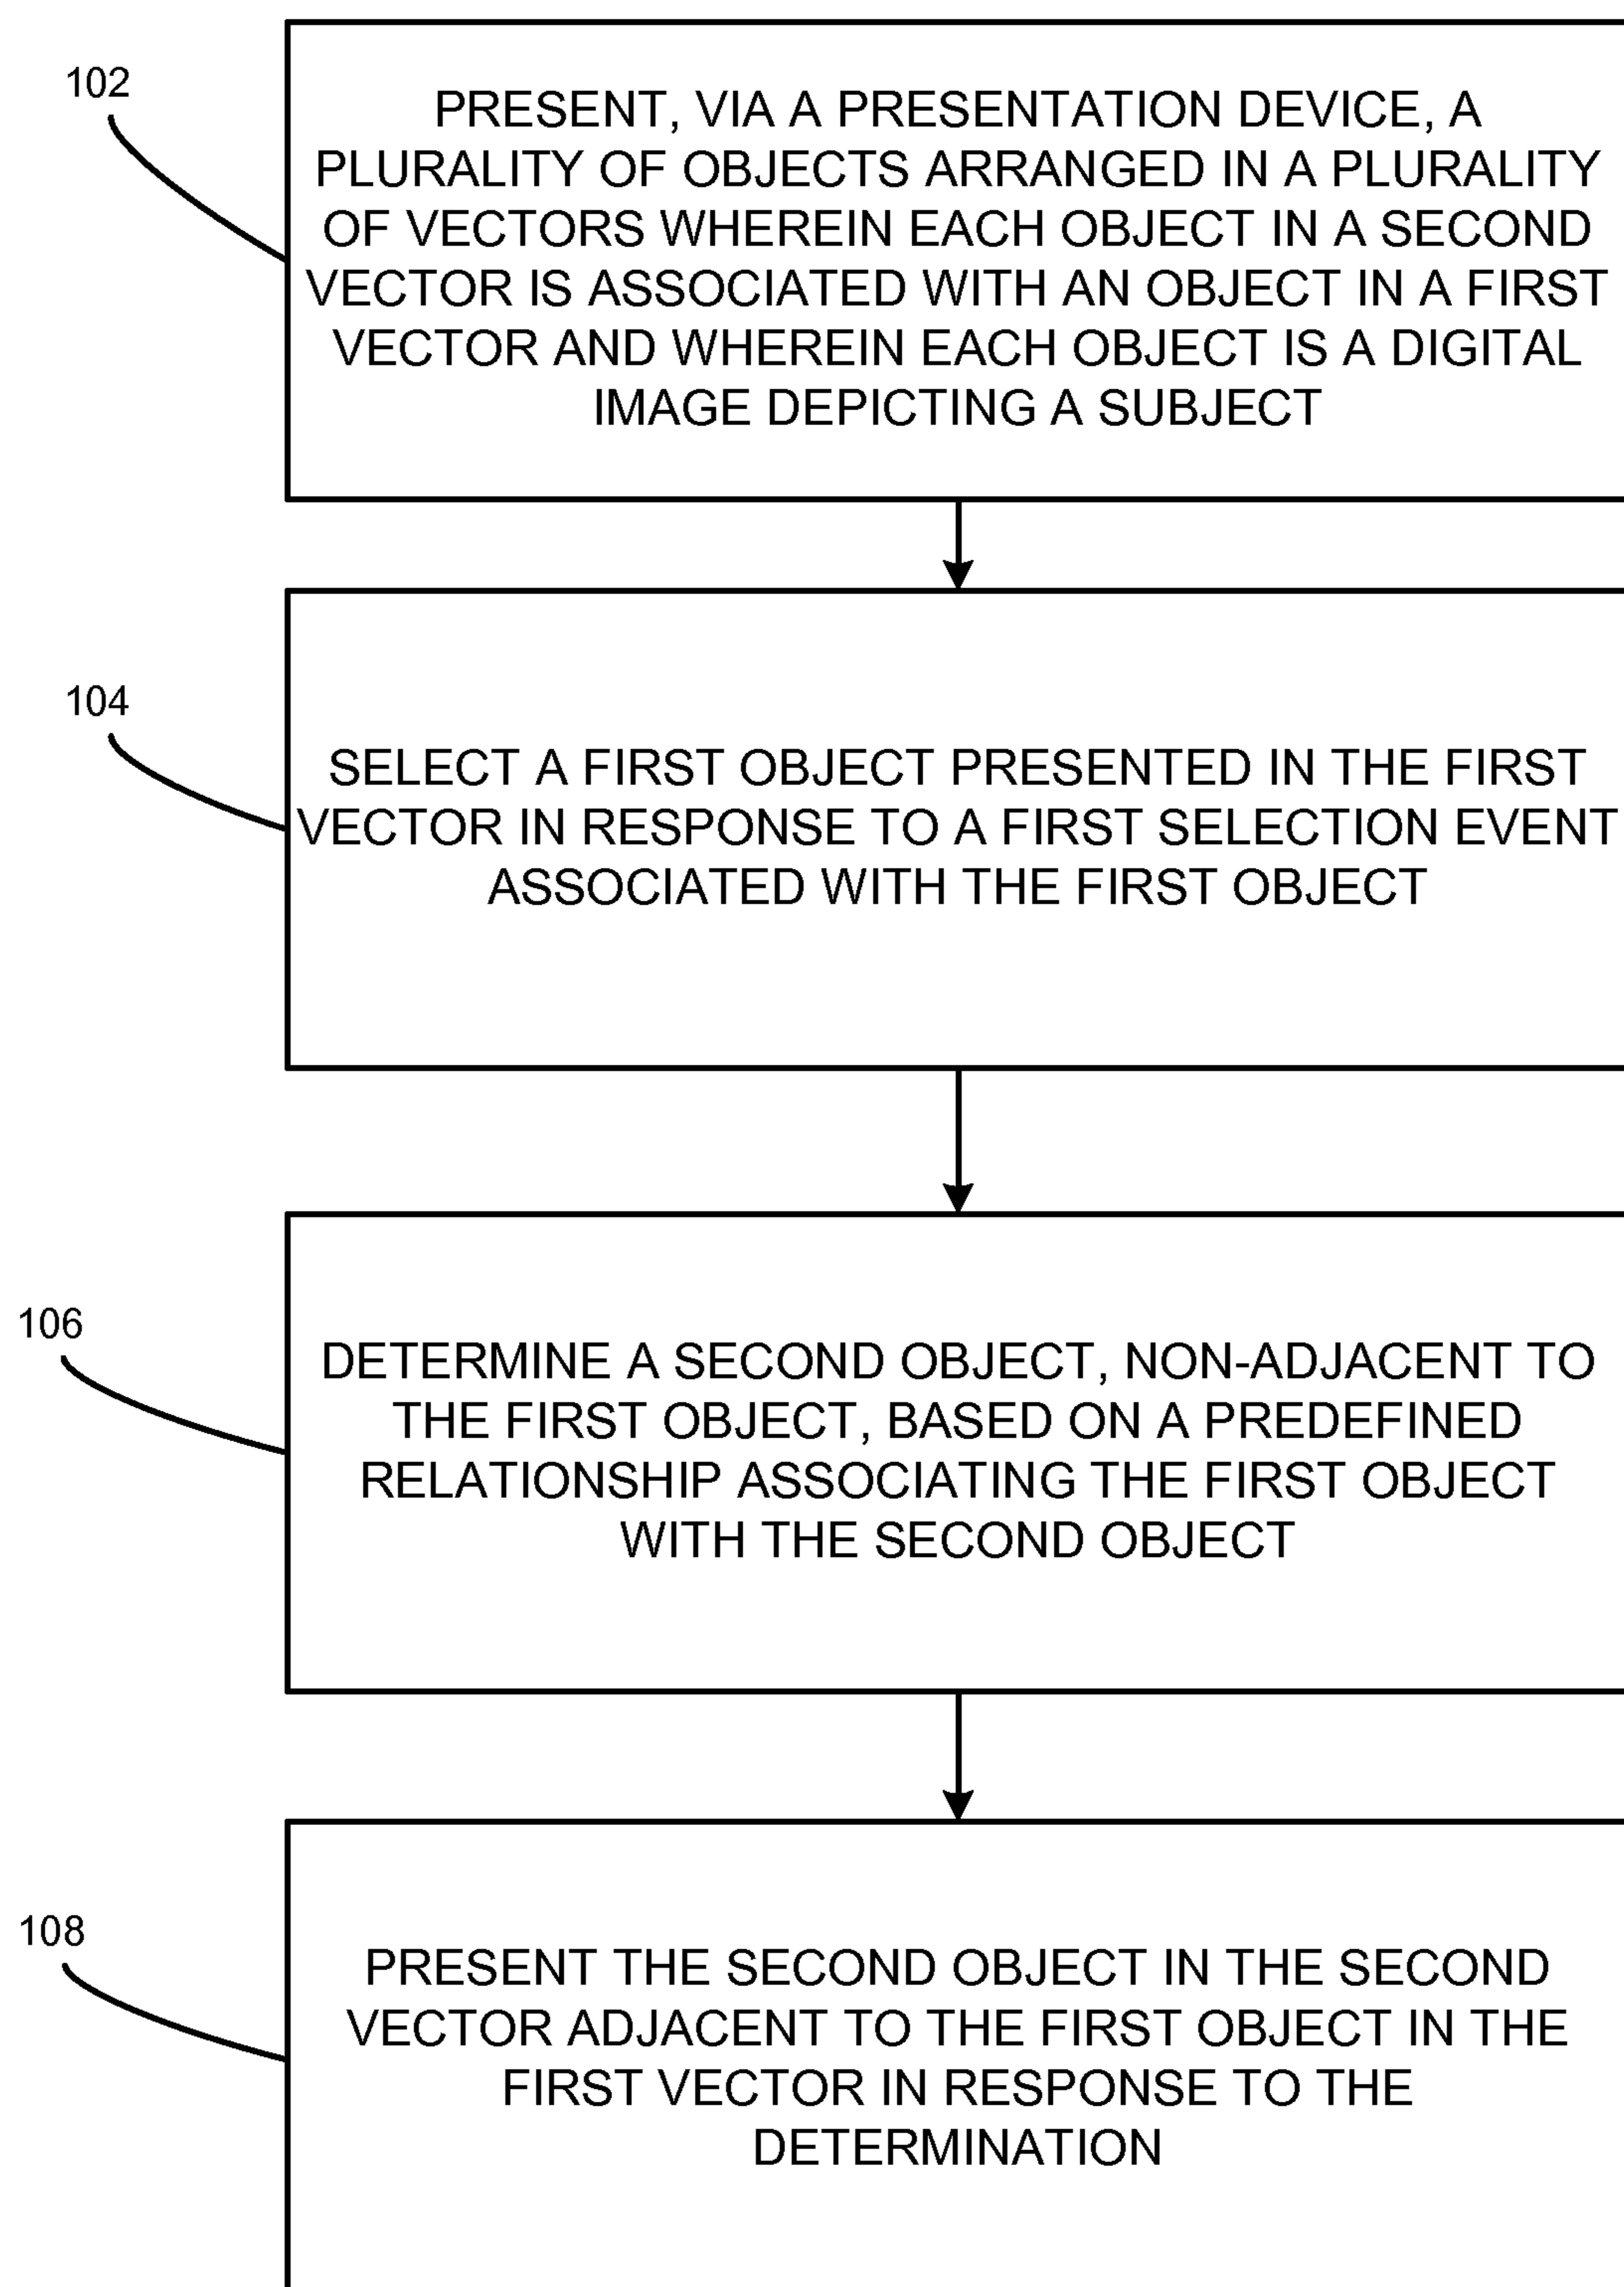 102
PRESENT, VIA A PRESENTATION DEVICE, A
PLURALITY OF OBJECTS ARRANGED IN A PLURALITY
OF VECTORS WHEREIN EACH OBJECT IN A SECOND
VECTOR IS ASSOCIATED WITH AN OBJECT IN A FIRST
VECTOR AND WHEREIN EACH OBJECT IS A DIGITAL
IMAGE DEPICTING A SUBJECT
104
SELECT A FIRST OBJECT PRESENTED IN THE FIRST
VECTOR IN RESPONSE TO A FIRST SELECTION EVENT
ASSOCIATED WITH THE FIRST OBJECT
106
DETERMINE A SECOND OBJECT, NON-ADJACENT TO
THE FIRST OBJECT, BASED ON A PREDEFINED
RELATIONSHIP ASSOCIATING THE FIRST OBJECT
WITH THE SECOND OBJECT
108
PRESENT THE SECOND OBJECT IN THE SECOND
VECTOR ADJACENT TO THE FIRST OBJECT IN THE
FIRST VECTOR IN RESPONSE TO THE
DETERMINATION